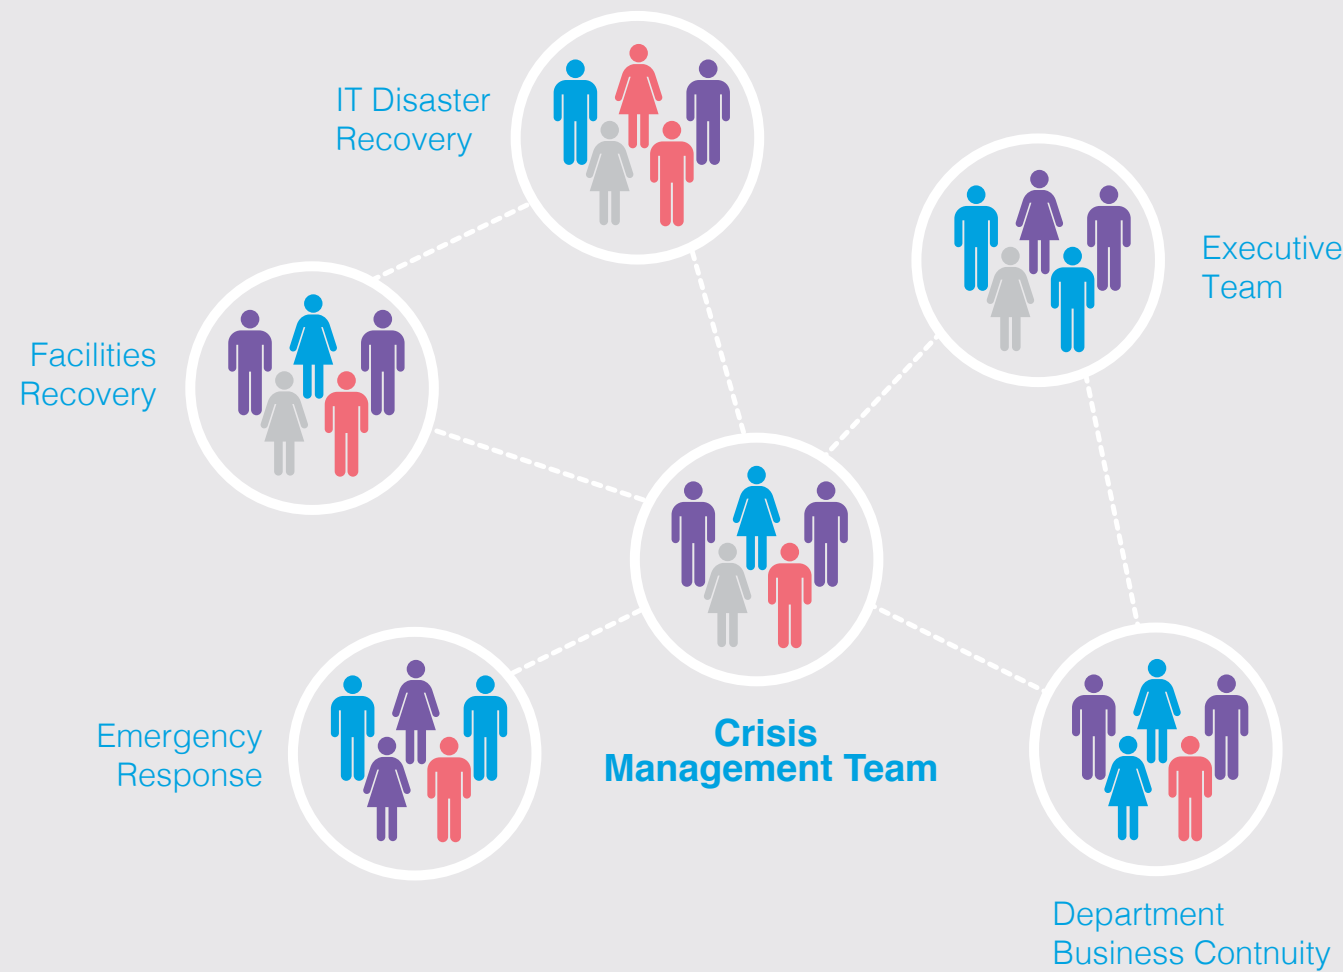 IT Disaster
Recovery
Executive
Team
Facilities
Recovery
Crisis
Management Team
Emergency
Response
Department
Business Contnuity